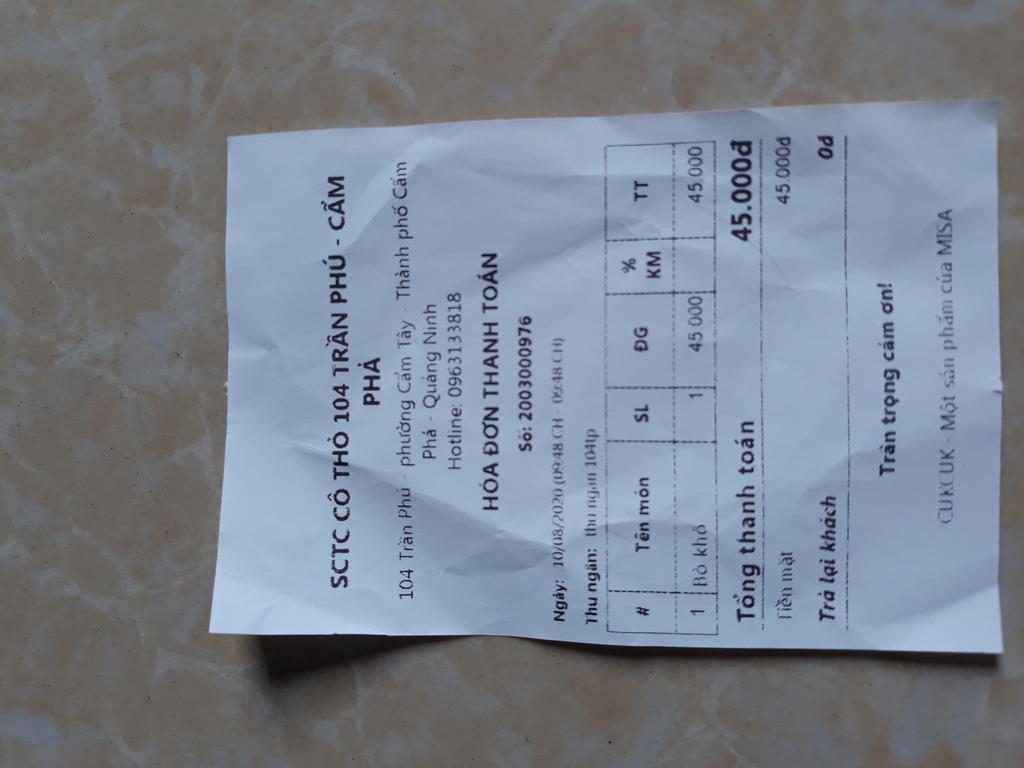 SCTC CÔ THỎ 104 TRẦN PHÚ - CẨM
PHẢ
104 Trần Phú - phường Cẩm Tây - Thành phố Cẩm
Phả - Quảng Ninh
Hotline: 0963133818
HÓA ĐƠN THANH TOÁN
Số: 2003000976
Ngày: 10/08/2020 (09:48 CH - 09:48 CH)
Thu ngân: thu ngan 104tp
# Tên món SL ĐG % KM TT
1 Bò khô 1 45.000 45.000
Tổng thanh toán 45.000đ
Tiền mặt 45.000đ
Trả lại khách 0đ
Trân trọng cảm ơn!
CUKCUK - Một sản phẩm của MISA